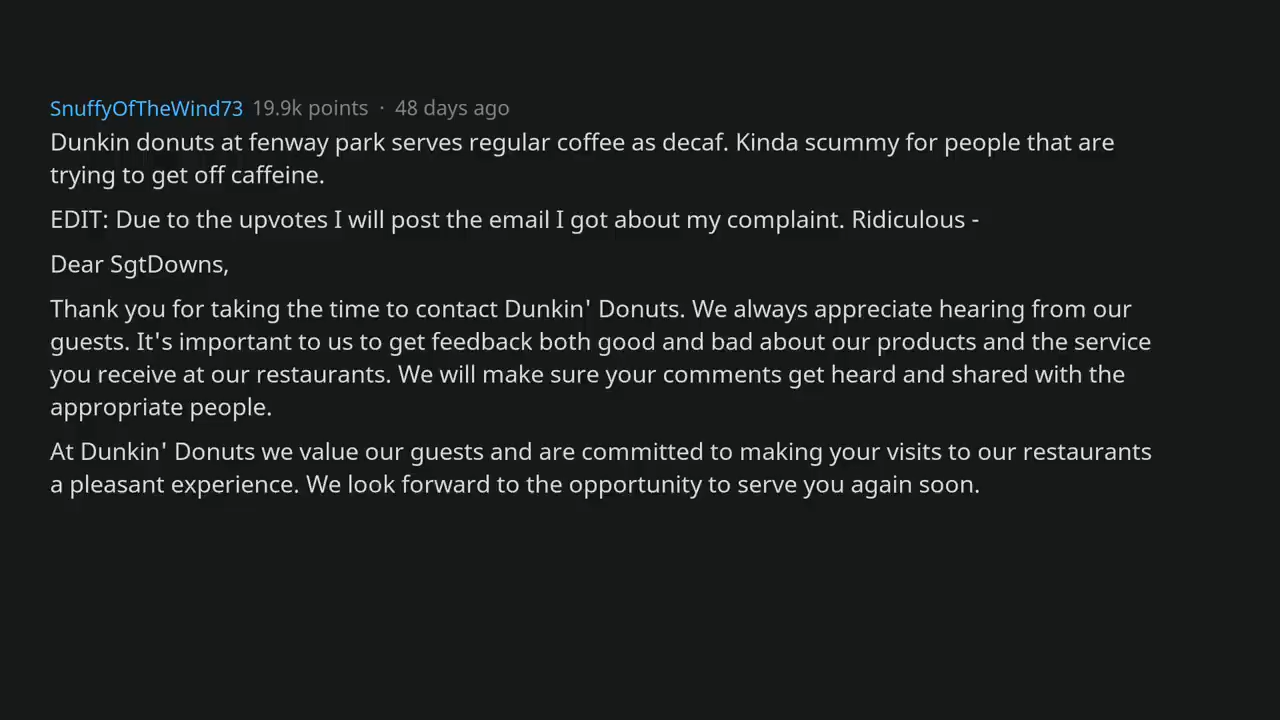 SnuffyOfTheWind73 19.9k points · 48 days ago
Dunkin donuts at fenway park serves regular coffee as decaf. Kinda scummy for people that are
trying to get off caffeine.
EDIT: Due to the upvotes I will post the email I got about my complaint. Ridiculous -
Dear SgtDowns,
Thank you for taking the time to contact Dunkin' Donuts. We always appreciate hearing from our
guests. It's important to us to get feedback both good and bad about our products and the service
you receive at our restaurants. We will make sure your comments get heard and shared with the
appropriate people.
At Dunkin' Donuts we value our guests and are committed to making your visits to our restaurants
a pleasant experience. We look forward to the opportunity to serve you again soon.